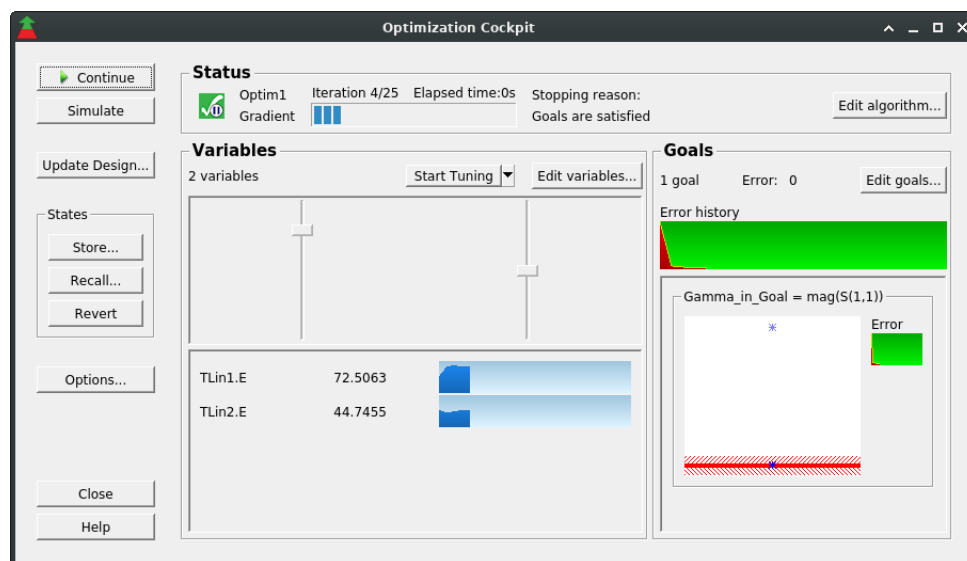 Optimization Cockpit
Continue
Simulate
Update Design...
States
Store...
Recall...
Revert
Options...
Close
Help
Status
Optim1
Gradient
Iteration 4/25
Elapsed time:0s
Stopping reason:
Goals are satisfied
Edit algorithm...
Variables
2 variables
Start Tuning
Edit variables...
TLin1.E 72.5063
TLin2.E 44.7455
Goals
1 goal
Error: 0
Edit goals...
Error history
Gamma_in_Goal = mag(S(1,1))
Error